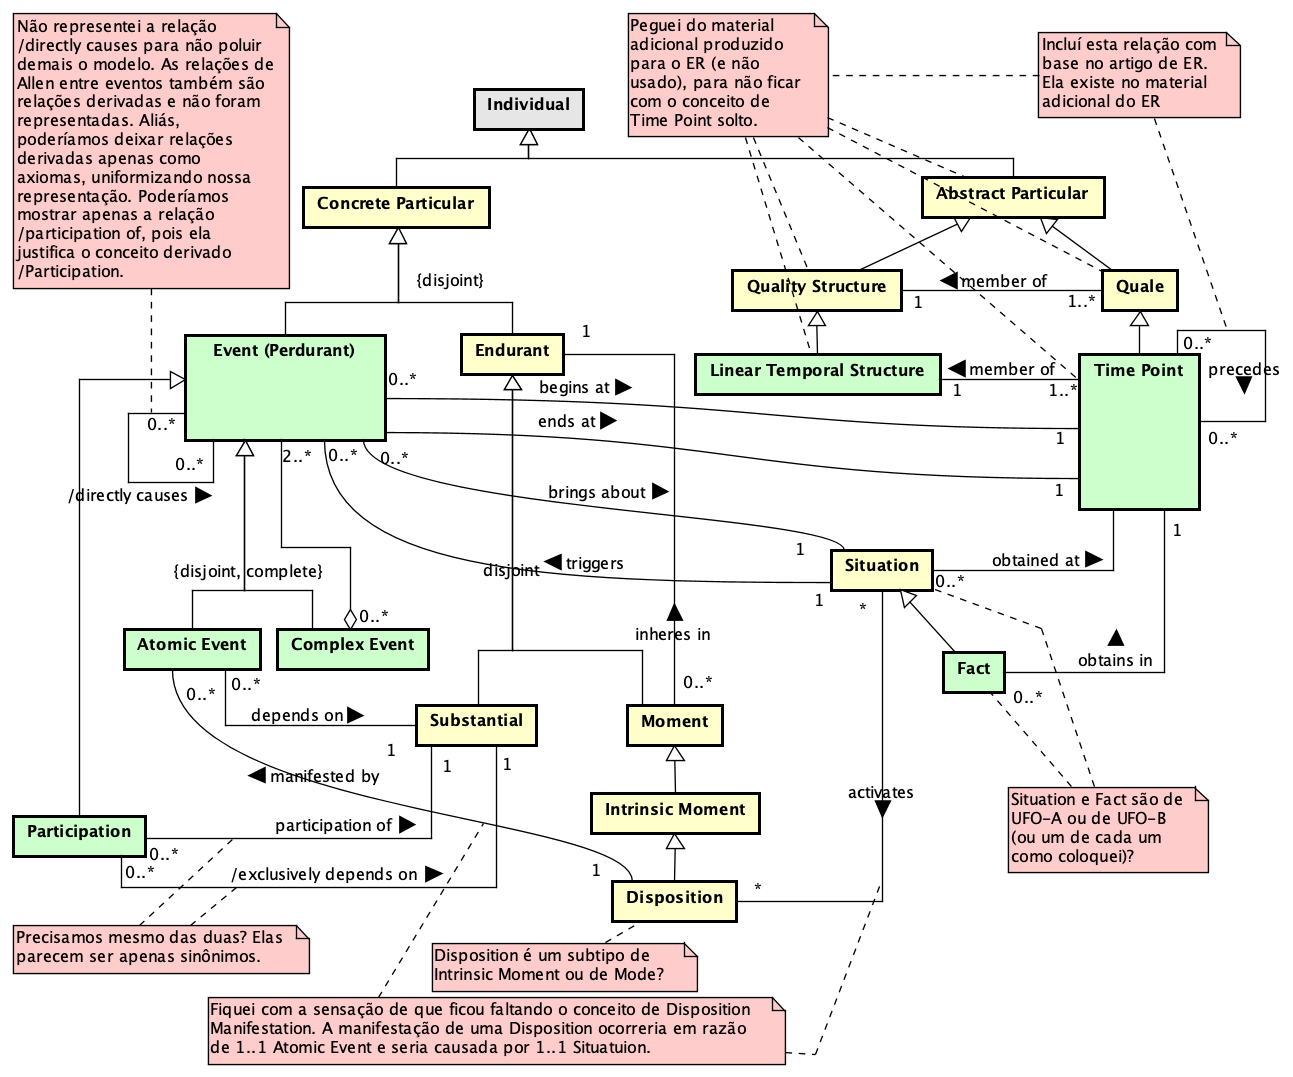 Não representei a relação
/directly causes para não poluir
demais o modelo. As relações de
Allen entre eventos também são
relações derivadas e não foram
representadas. Aliás,
poderíamos deixar relações
derivadas apenas como
axiomas, uniformizando nossa
representação. Poderíamos
mostrar apenas a relação
/participation of, pois ela
justifica o conceito derivado
/Participation.
Peguei do material
adicional produzido
para o ER (e não
usado), para não ficar
com o conceito de
Time Point solto.
Incluí esta relação com
base no artigo de ER.
Ela existe no material
adicional do ER
Individual
Concrete Particular
Abstract Particular
{disjoint}
Quality Structure
member of
1
1..*
Quale
Event (Perdurant)
Endurant
1
Linear Temporal Structure
member of
1
1..*
Time Point
0..*
precedes
0..*
0..*
begins at
1
ends at
1
0..*
0..*
/directly causes
2..*
0..*
0..*
brings about
1
triggers
1
{disjoint, complete}
disjoint
Situation
*
0..*
obtained at
1
Atomic Event
Complex Event
0..*
inheres in
0..*
Fact
0..*
obtains in
0..*
0..*
depends on
1
Substantial
1
1
Moment
manifested by
1
Intrinsic Moment
activates
*
Participation
participation of
0..*
0..*
/exclusively depends on
Disposition
Situation e Fact são de
UFO-A ou de UFO-B
(ou um de cada um
como coloquei)?
Precisamos mesmo das duas? Elas
parecem ser apenas sinônimos.
Disposition é um subtipo de
Intrinsic Moment ou de Mode?
Fiquei com a sensação de que ficou faltando o conceito de Disposition
Manifestation. A manifestação de uma Disposition ocorreria em razão
de 1..1 Atomic Event e seria causada por 1..1 Situatuion.